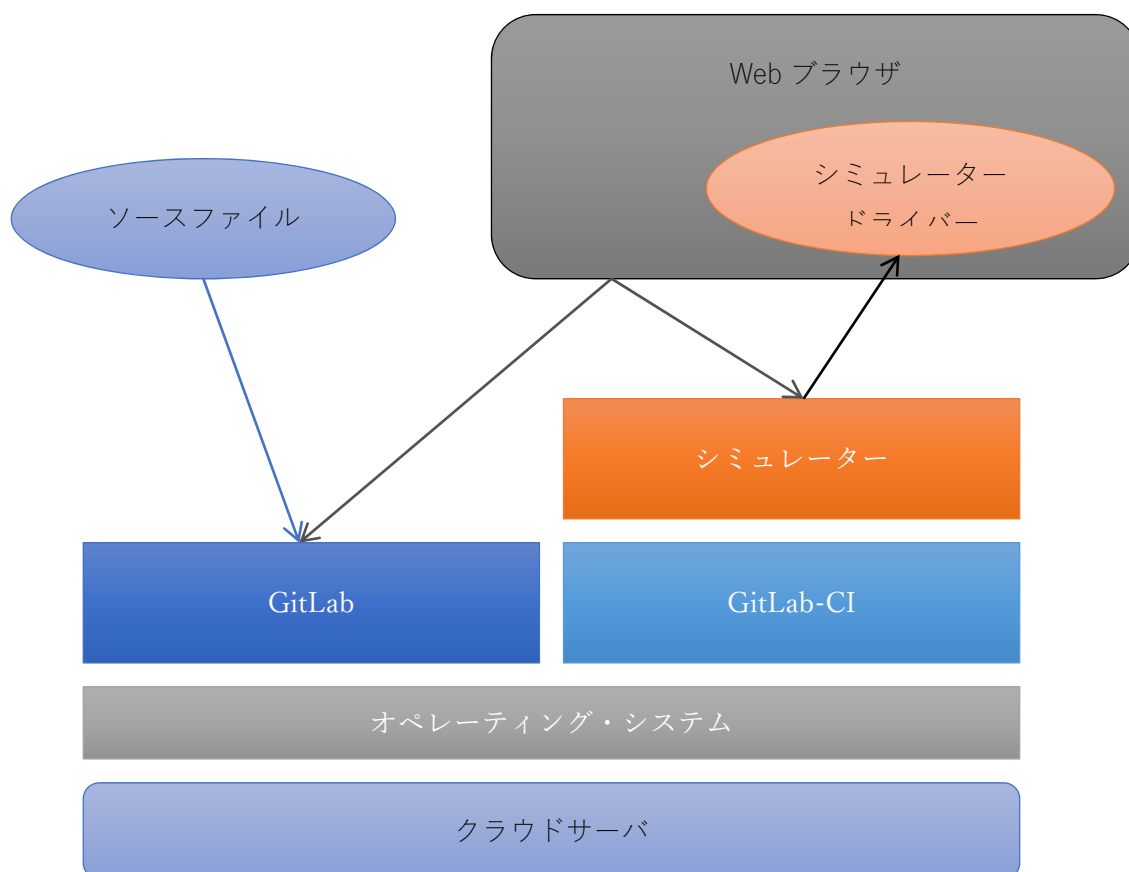 Web ブラウザ
シミュレーター
ドライバー
ソースファイル
シミュレーター
GitLab
GitLab-CI
オペレーティング・システム
クラウドサーバ